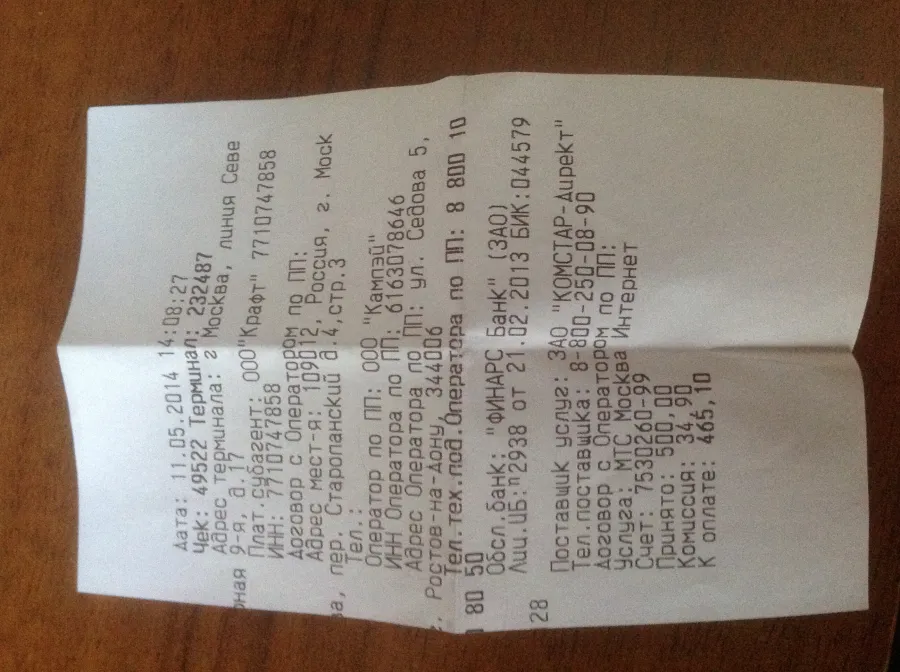 Дата: 11.05.2014 14:08:27
Чек: 49522 Терминал: 232487
Адрес терминала: г Москва, линия Севе
рная 9-я, д.17
Плат.субагент: ООО"Крафт" 7710747858
ИНН: 7710747858
Договор с Оператором по ПП:
Адрес мест-я: 109012, Россия, г. Моск
ва, пер. Старопанский д.4,стр.3
Тел.:
Оператор по ПП: ООО "Кампэй"
ИНН Оператора по ПП: 6163078646
Адрес Оператора по ПП: ул. Седова 5,
г. Ростов-на-Дону, 344006
Тел.тех.под.Оператора по ПП: 8 800 10
0 80 50
Обсл.банк: "ФИНАРС Банк" (ЗАО)
Лиц.ЦБ:п2938 от 21.02.2013 БИК:044579
28
Поставщик услуг: ЗАО "КОМСТАР-Директ"
Тел.поставщика: 8-800-250-08-90
Договор с Оператором по ПП:
Услуга: МТС Москва Интернет
Счет: 7530260-99
Принято: 500,00
Комиссия: 34,90
К оплате: 465,10